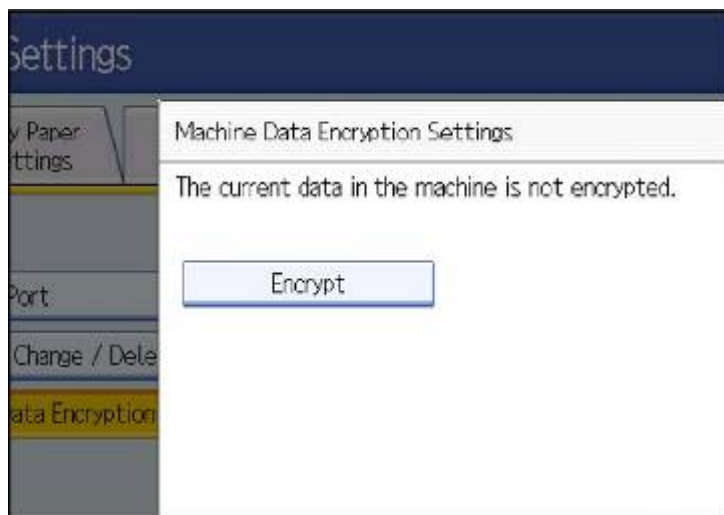 Settings
y Paper
ttings
Machine Data Encryption Settings
The current data in the machine is not encrypted.
Encrypt
Port
Change / Dele
ata Encryption